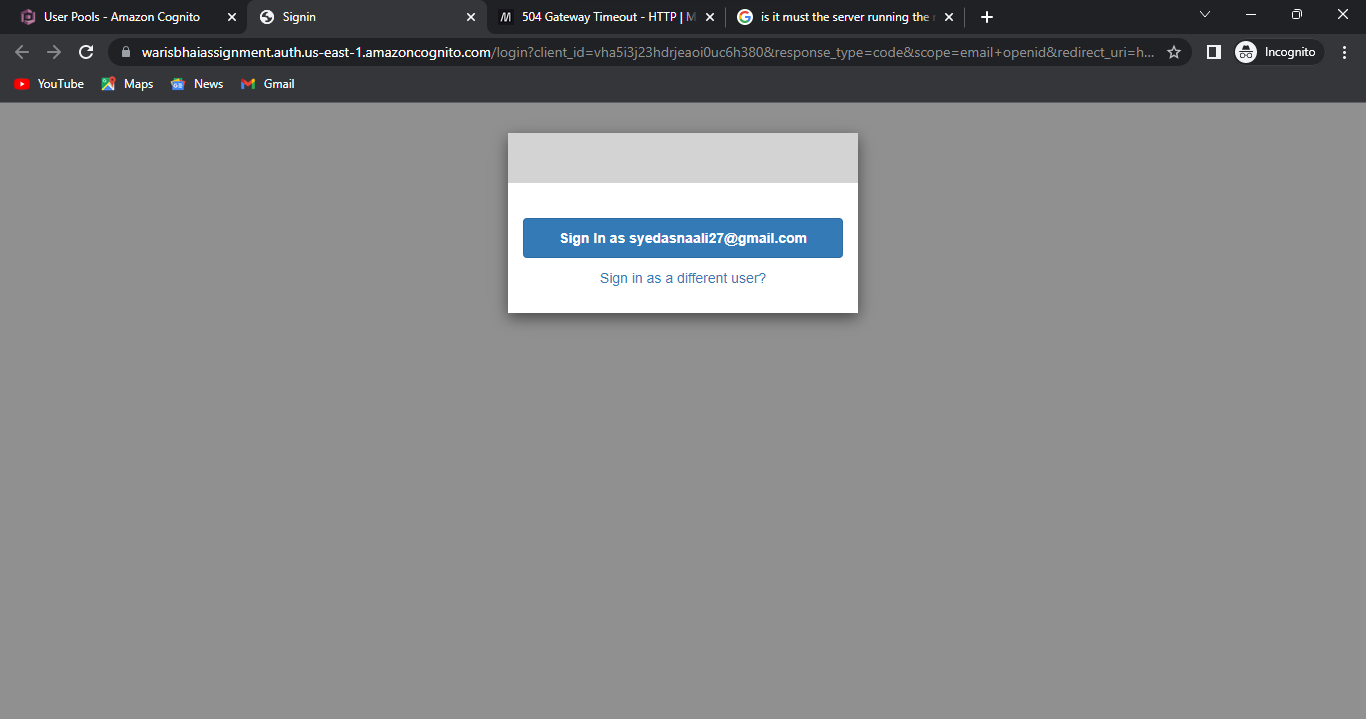 User Pools - Amazon Cognito
Signin
504 Gateway Timeout - HTTP | M
is it must the server running the
warisbhaiassignment.auth.us-east-1.amazoncognito.com/login?client_id=vha5i3j23hdrjeaoi0uc6h380&response_type=code&scope=email+openid&redirect_uri=h...
Incognito
YouTube
Maps
News
Gmail
Sign In as syedasnaali27@gmail.com
Sign in as a different user?